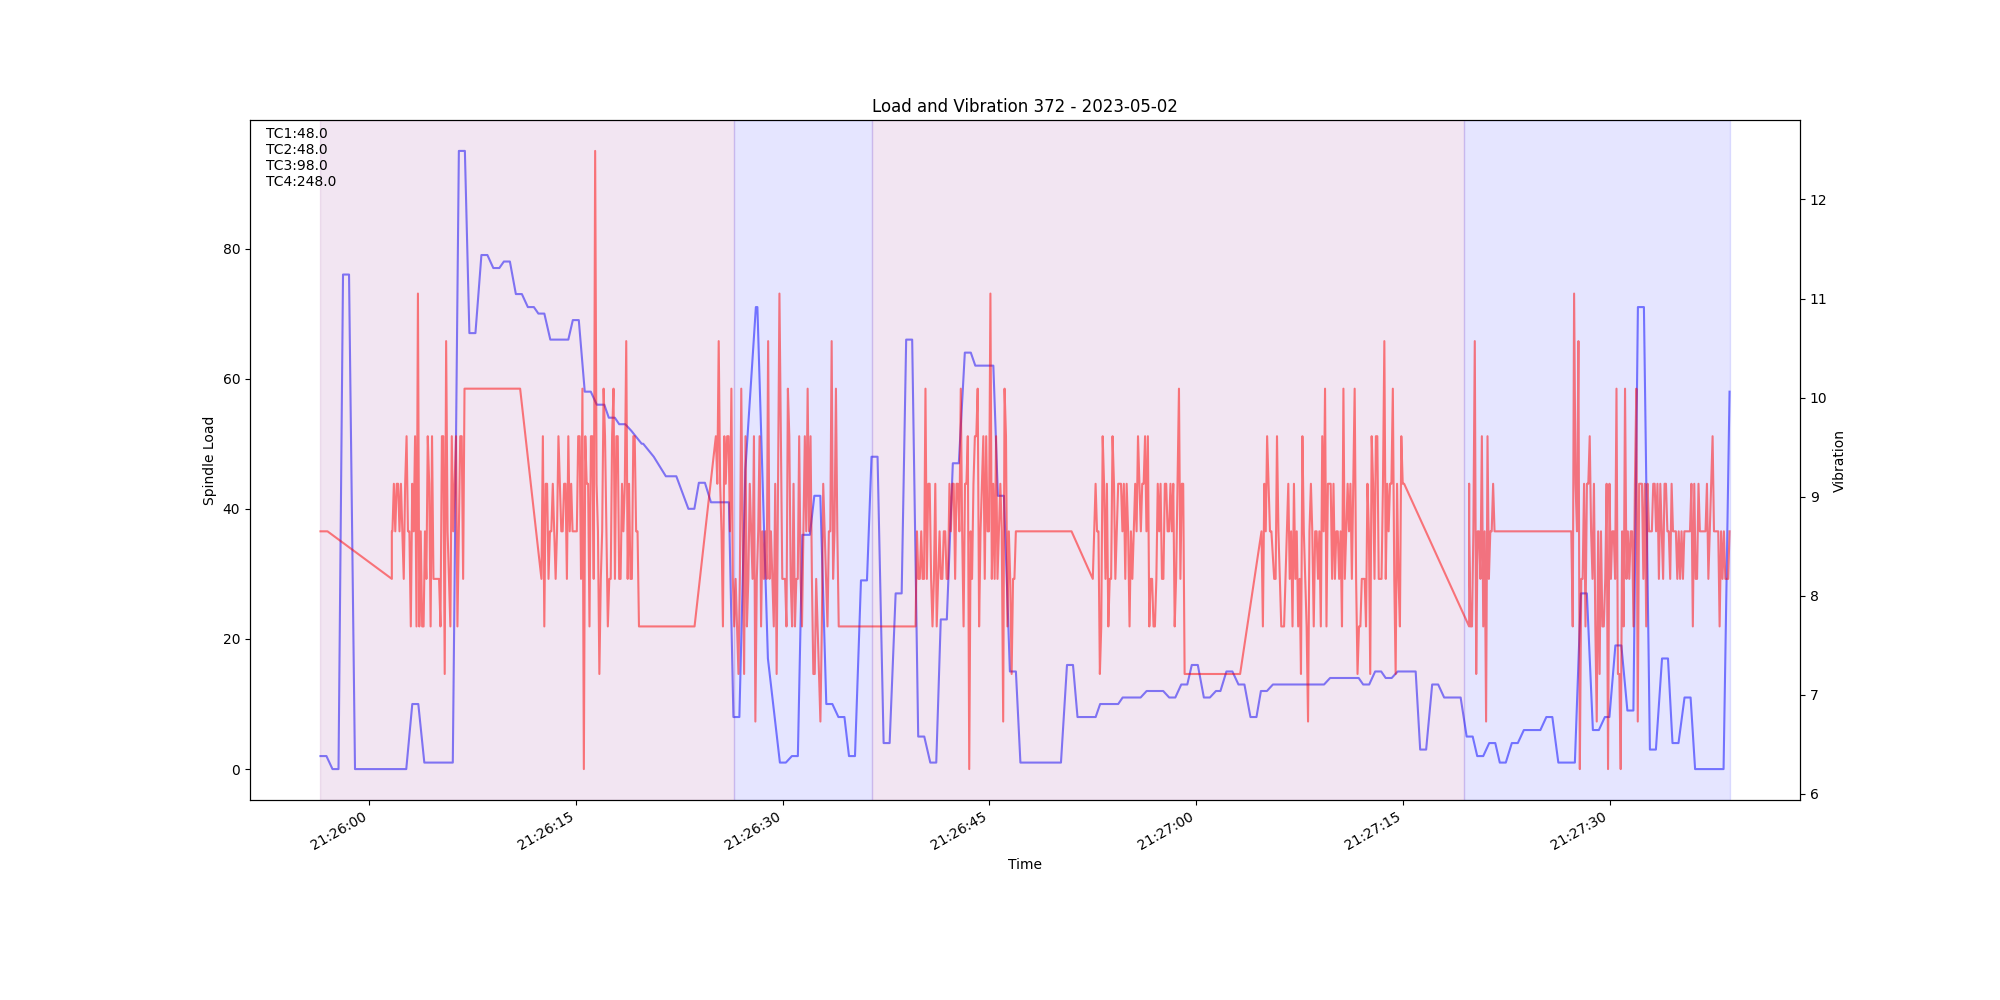 Load and Vibration 372 - 2023-05-02
TC1:48.0
TC2:48.0
TC3:98.0
TC4:248.0
80
60
40
20
0
Spindle Load
12
11
10
9
8
7
6
Vibration
21:26:00
21:26:15
21:26:30
21:26:45
21:27:00
21:27:15
21:27:30
Time